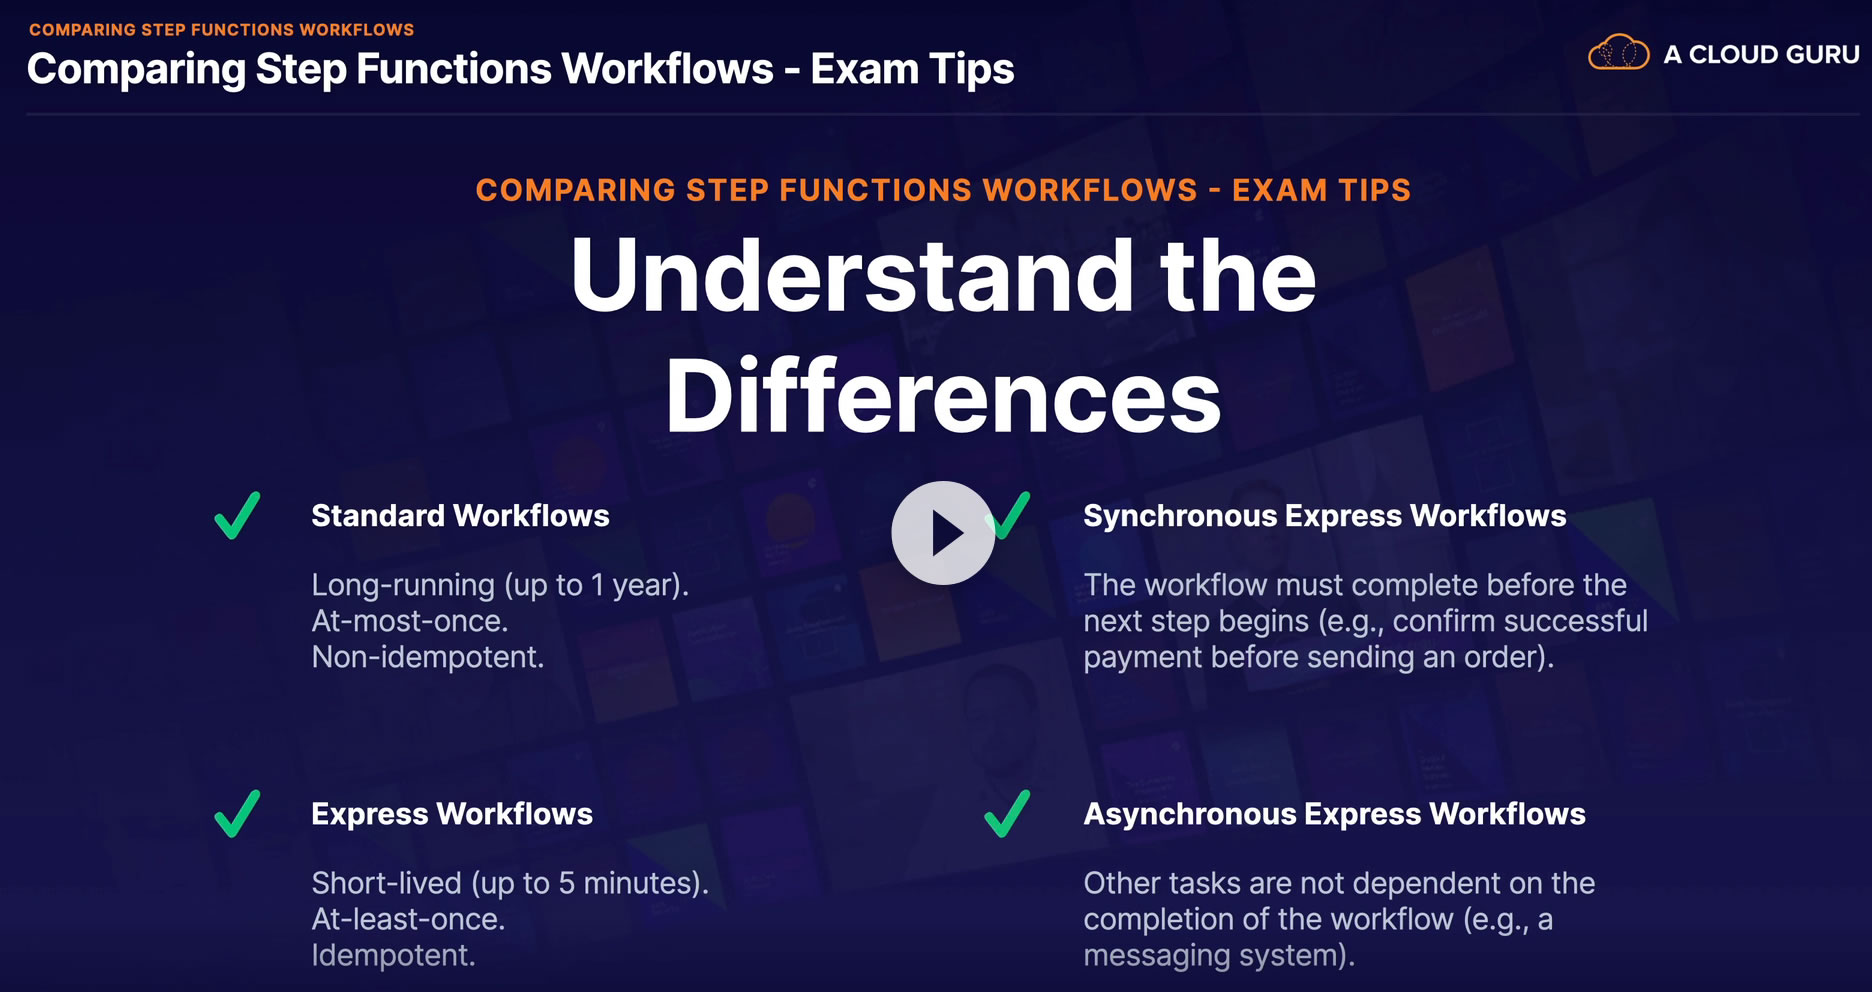 COMPARING STEP FUNCTIONS WORKFLOWS
Comparing Step Functions Workflows - Exam Tips
A CLOUD GURU
COMPARING STEP FUNCTIONS WORKFLOWS - EXAM TIPS
Understand the
Differences
Standard Workflows
Long-running (up to 1 year).
At-most-once.
Non-idempotent.
Synchronous Express Workflows
The workflow must complete before the
next step begins (e.g., confirm successful
payment before sending an order).
Express Workflows
Short-lived (up to 5 minutes).
At-least-once.
Idempotent.
Asynchronous Express Workflows
Other tasks are not dependent on the
completion of the workflow (e.g., a
messaging system).